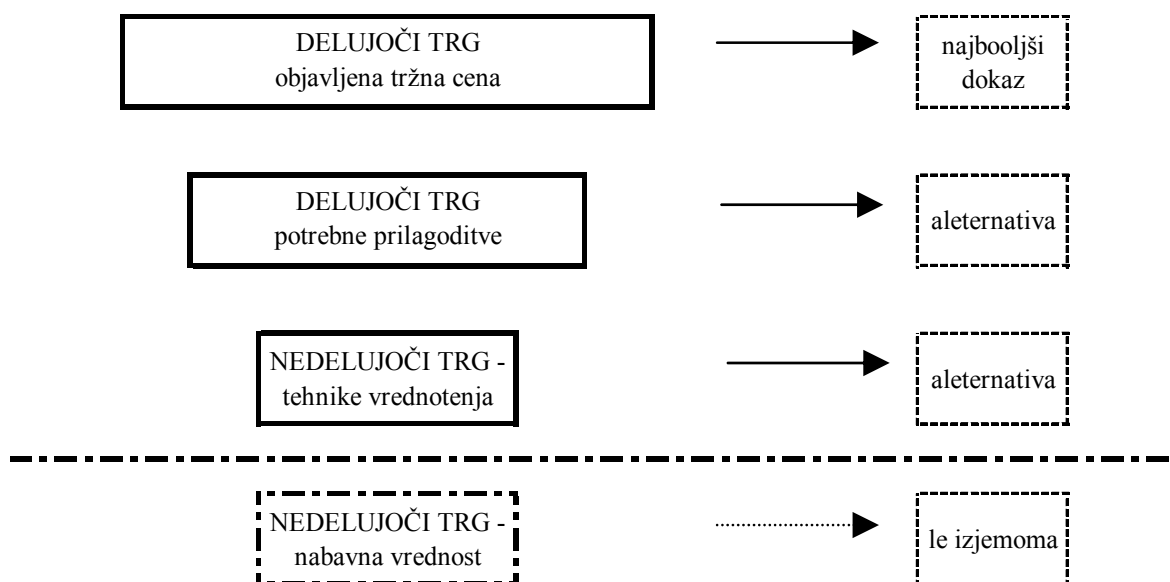 DELUJOČI TRG
objavljena tržna cena
najbooljši
dokaz
DELUJOČI TRG
potrebne prilagoditve
aleternativa
NEDELUJOČI TRG -
tehnike vrednotenja
aleternativa
NEDELUJOČI TRG -
nabavna vrednost
le izjemoma